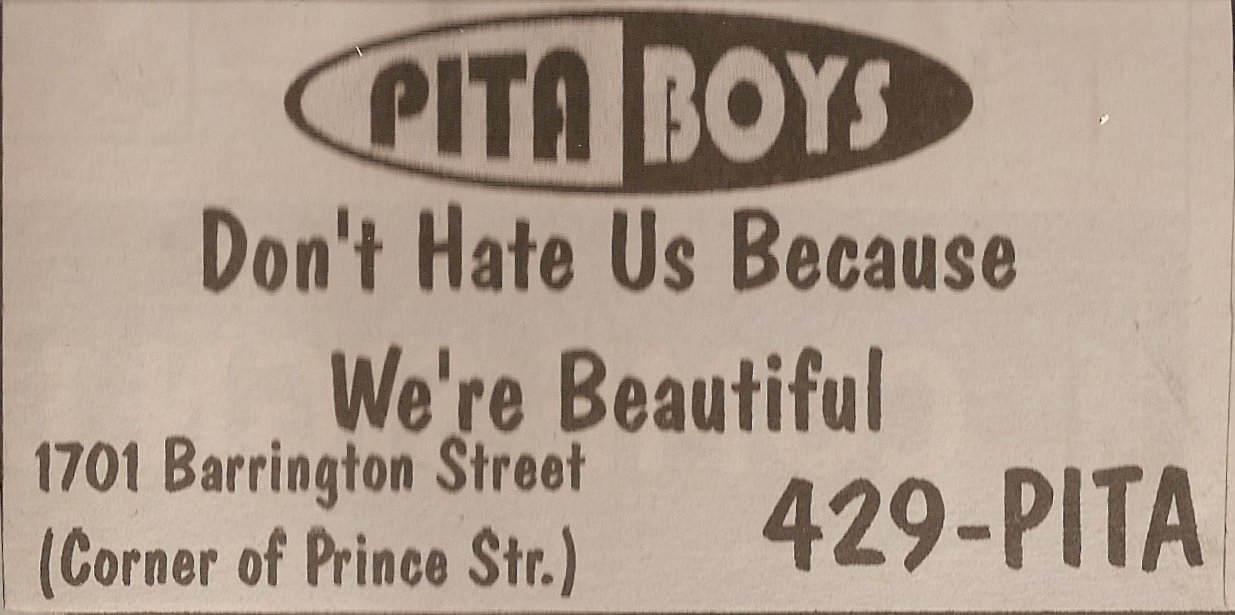 PITA BOYS
Don't Hate Us Because
We're Beautiful
1701 Barrington Street
(Corner of Prince Str.)
429-PITA